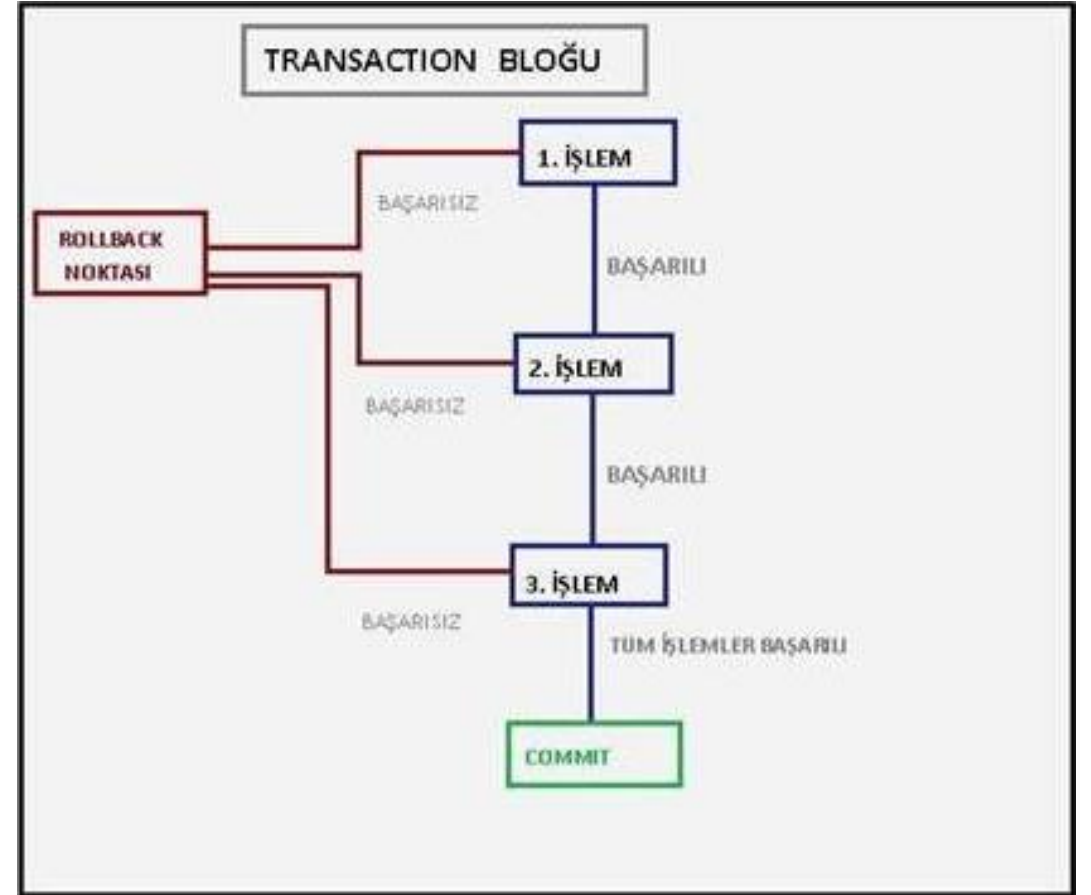 TRANSACTION BLOĞU
1. İŞLEM
BAŞARISIZ
ROLLBACK
NOKTASI
BAŞARILI
2. İŞLEM
BAŞARISIZ
BAŞARILI
3. İŞLEM
BAŞARISIZ
TÜM İŞLEMLER BAŞARILI
COMMIT